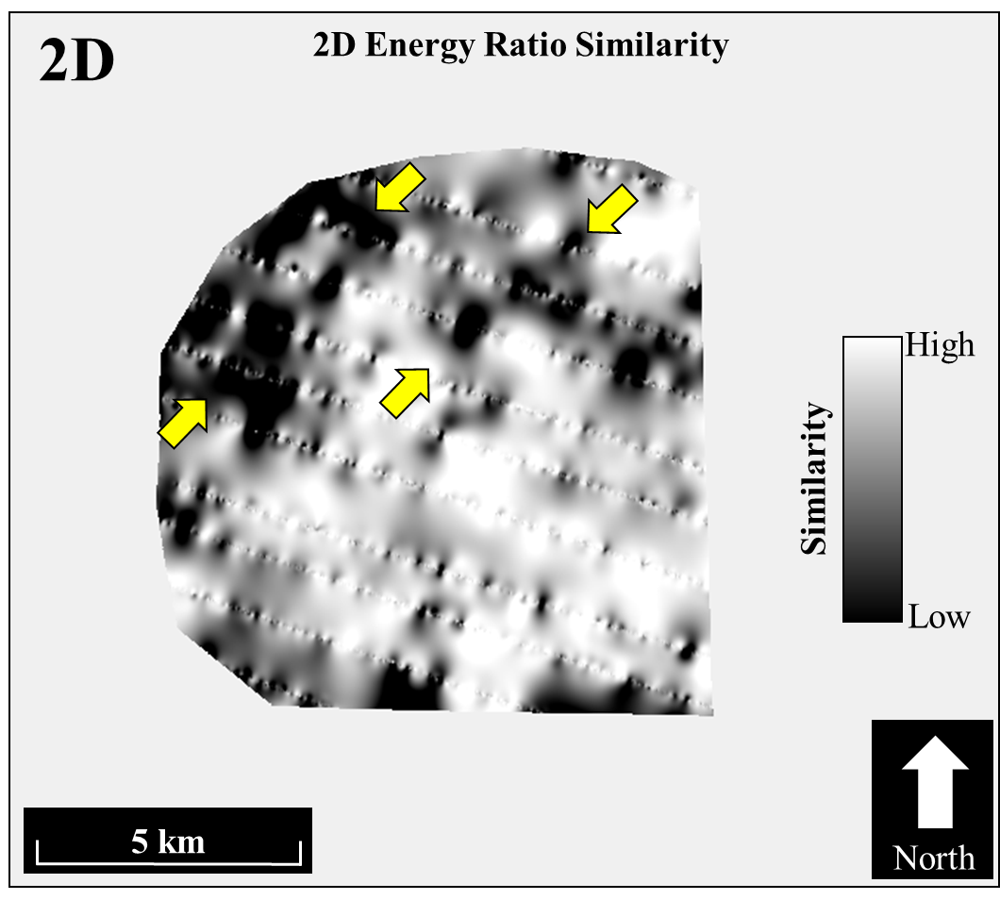 2D
2D Energy Ratio Similarity
High
Similarity
Low
5 km
North